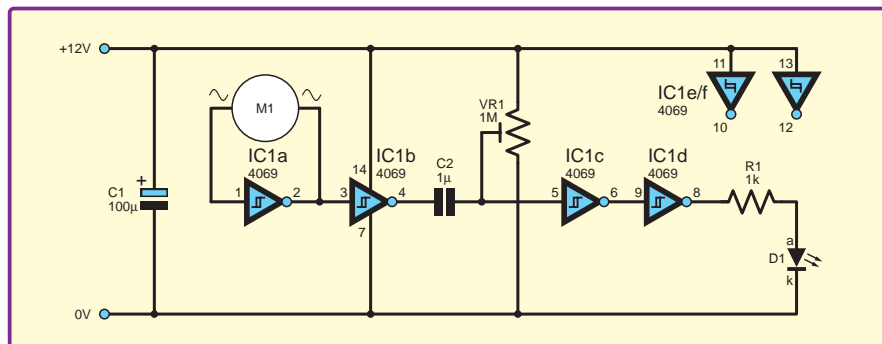 +12V
11
13
M1
VR1
1M
IC1e/f
4069
IC1a
4069
IC1b
4069
14
C2
1µ
IC1c
4069
IC1d
4069
10
12
R1
1k
+
C1
100µ
1
2
3
4
5
6
9
8
7
a
D1
k
0V